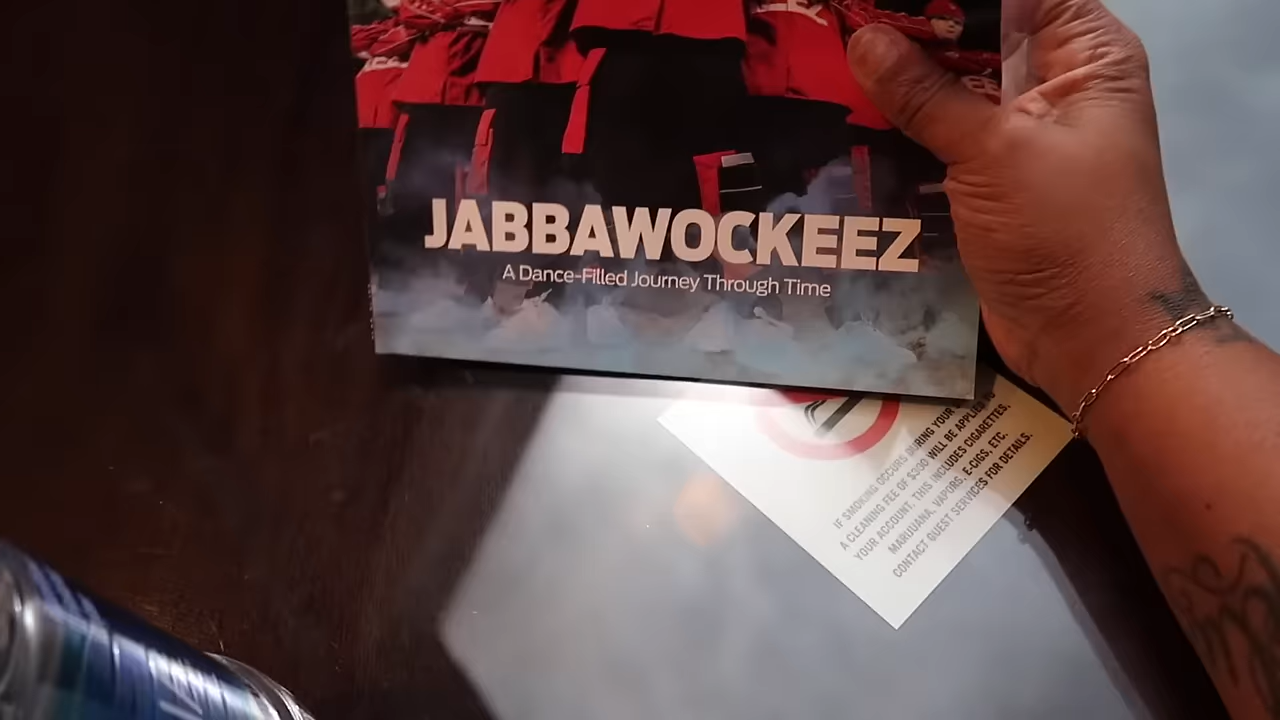 JABBAWOCKEEZ
A Dance-Filled Journey Through Time
IF SMOKING OCCURS DURING YOUR
A CLEANING FEE OF $300 WILL BE APPLIED TO
YOUR ACCOUNT. THIS INCLUDES CIGARETTES,
MARIJUANA, VAPORS, E-CIGS, ETC.
CONTACT GUEST SERVICES FOR DETAILS.